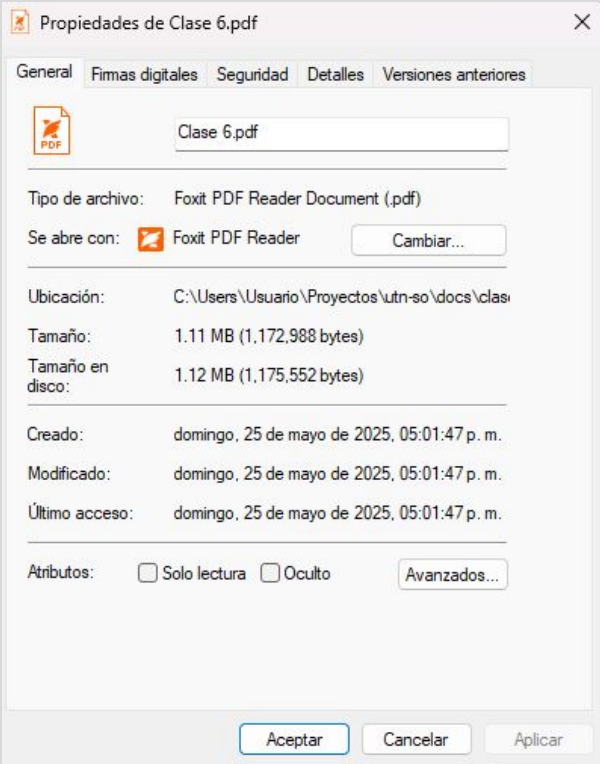 Propiedades de Clase 6.pdf
General Firmas digitales Seguridad Detalles Versiones anteriores
PDF
Clase 6.pdf
Tipo de archivo: Foxit PDF Reader Document (.pdf)
Se abre con: Foxit PDF Reader Cambiar...
Ubicación: C:\Users\Usuario\Proyectos\utn-so\docs\clas
Tamaño: 1.11 MB (1,172,988 bytes)
Tamaño en
disco: 1.12 MB (1,175,552 bytes)
Creado: domingo, 25 de mayo de 2025, 05:01:47 p. m.
Modificado: domingo, 25 de mayo de 2025, 05:01:47 p. m.
Último acceso: domingo, 25 de mayo de 2025, 05:01:47 p. m.
Atributos: Solo lectura Oculto Avanzados...
Aceptar Cancelar Aplicar